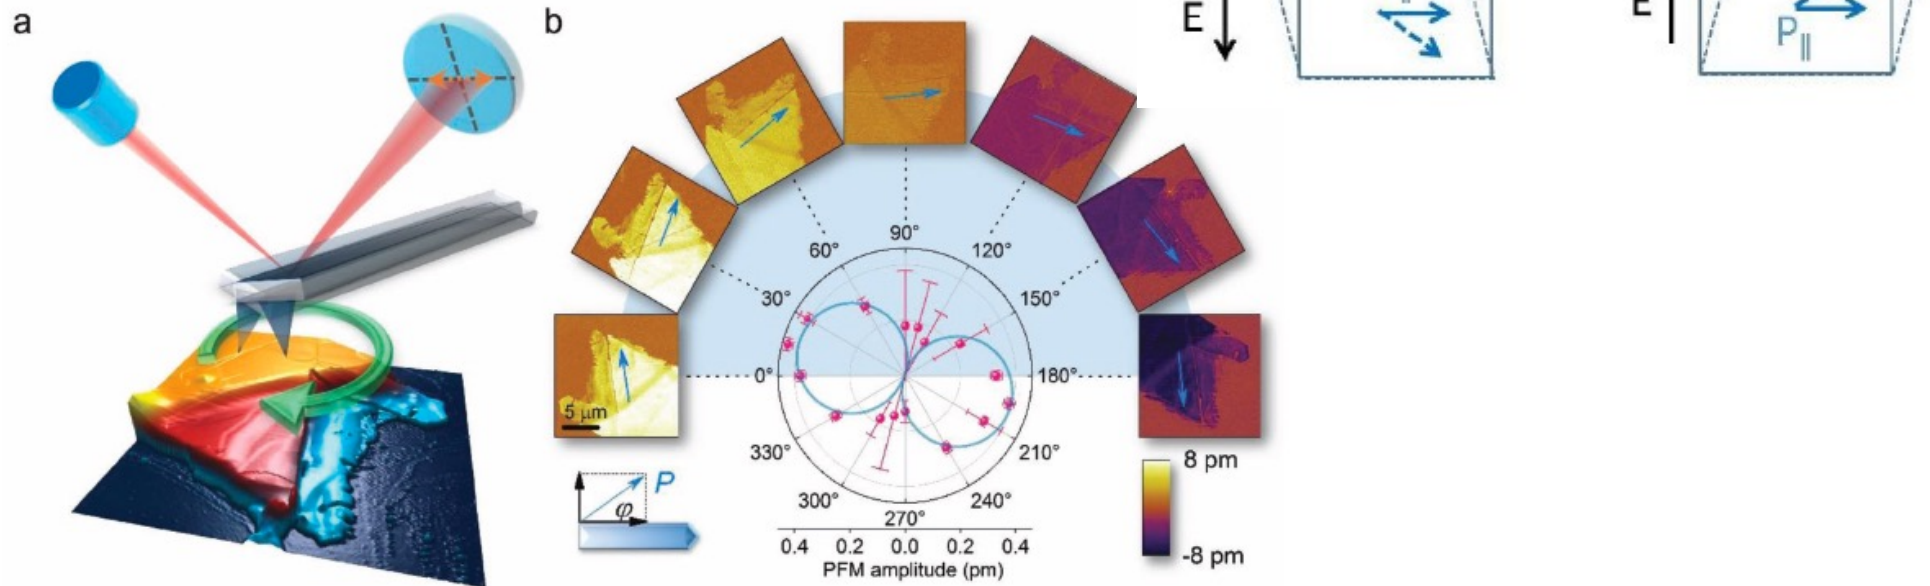 a
b
E
E
P||
90°
60°
120°
30°
150°
0°
180°
330°
210°
300°
240°
270°
5 μm
P
φ
0.4 0.2 0.0 0.2 0.4
PFM amplitude (pm)
8 pm
-8 pm